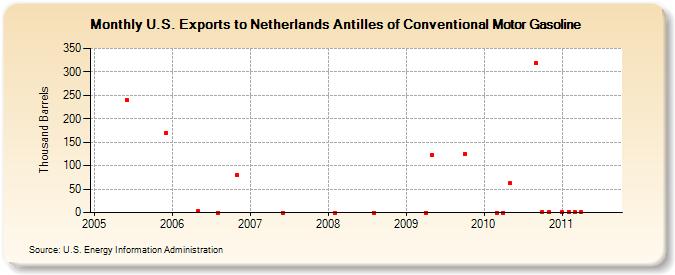 Monthly U.S. Exports to Netherlands Antilles of Conventional Motor Gasoline
Thousand Barrels
350
300
250
200
150
100
50
0
2005 2006 2007 2008 2009 2010 2011
Source: U.S. Energy Information Administration